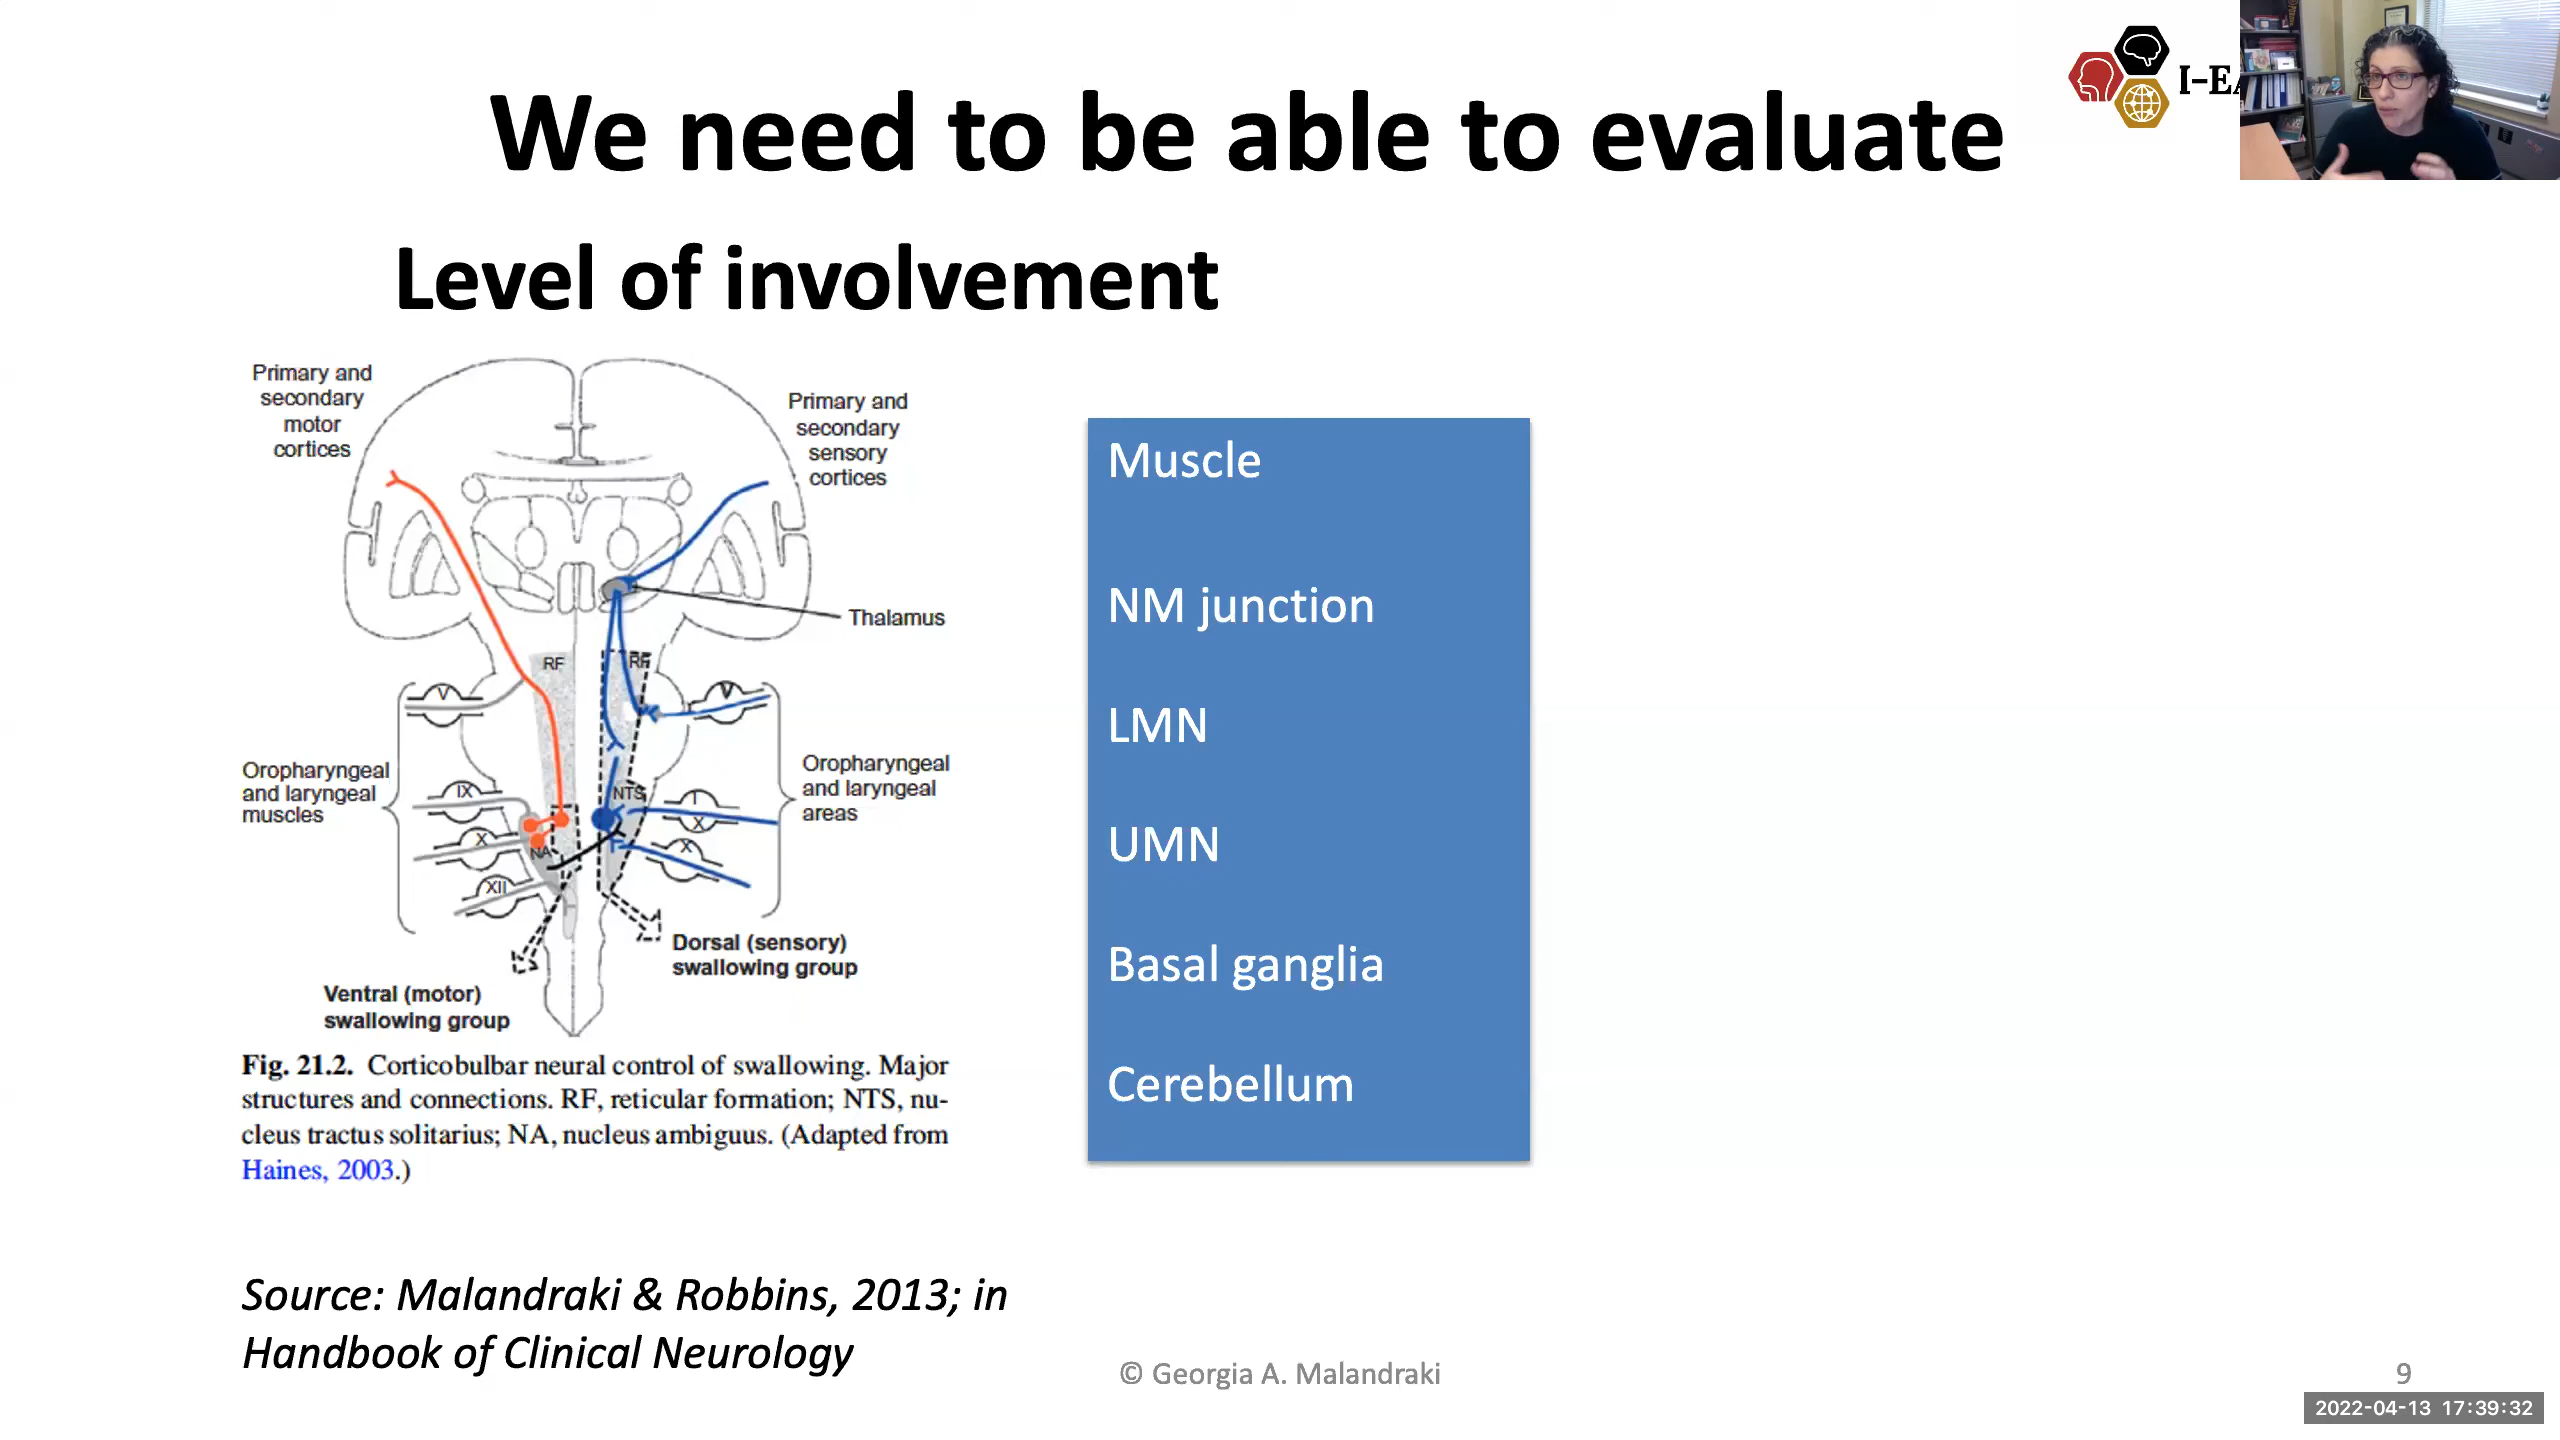 We need to be able to evaluate
I-EA
Level of involvement
Primary and
secondary
motor
cortices
Primary and
secondary
sensory
cortices
Thalamus
RF
RF
V
V
Oropharyngeal
and laryngeal
muscles
Oropharyngeal
and laryngeal
areas
IX
NTS
I
X
X
X
NA
XII
Dorsal (sensory)
swallowing group
Ventral (motor)
swallowing group
Fig. 21.2. Corticobulbar neural control of swallowing. Major
structures and connections. RF, reticular formation; NTS, nu-
cleus tractus solitarius; NA, nucleus ambiguus. (Adapted from
Haines, 2003.)
Muscle
NM junction
LMN
UMN
Basal ganglia
Cerebellum
Source: Malandraki & Robbins, 2013; in
Handbook of Clinical Neurology
© Georgia A. Malandraki
9
2022-04-13 17:39:32